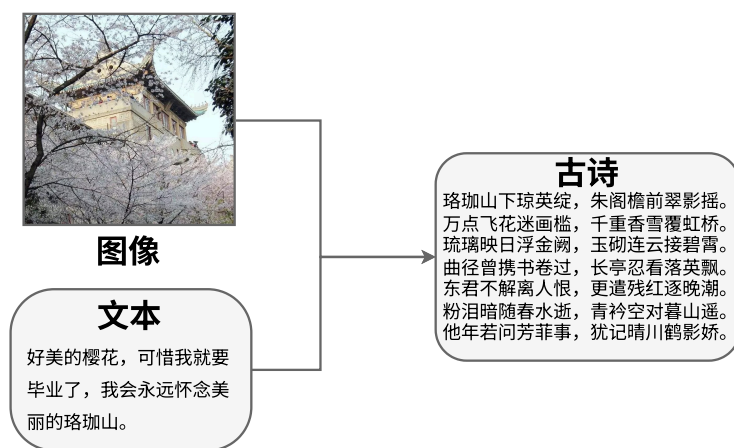 图像
文本
好美的樱花，可惜我就要
毕业了，我会永远怀念美
丽的珞珈山。
古诗
珞珈山下琼英绽，朱阁檐前翠影摇。
万点飞花迷画槛，千重香雪覆虹桥。
琉璃映日浮金阙，玉砌连云接碧霄。
曲径曾携书卷过，长亭忍看落英飘。
东君不解离人恨，更遣残红逐晚潮。
粉泪暗随春水逝，青衿空对暮山遥。
他年若问芳菲事，犹记晴川鹤影娇。